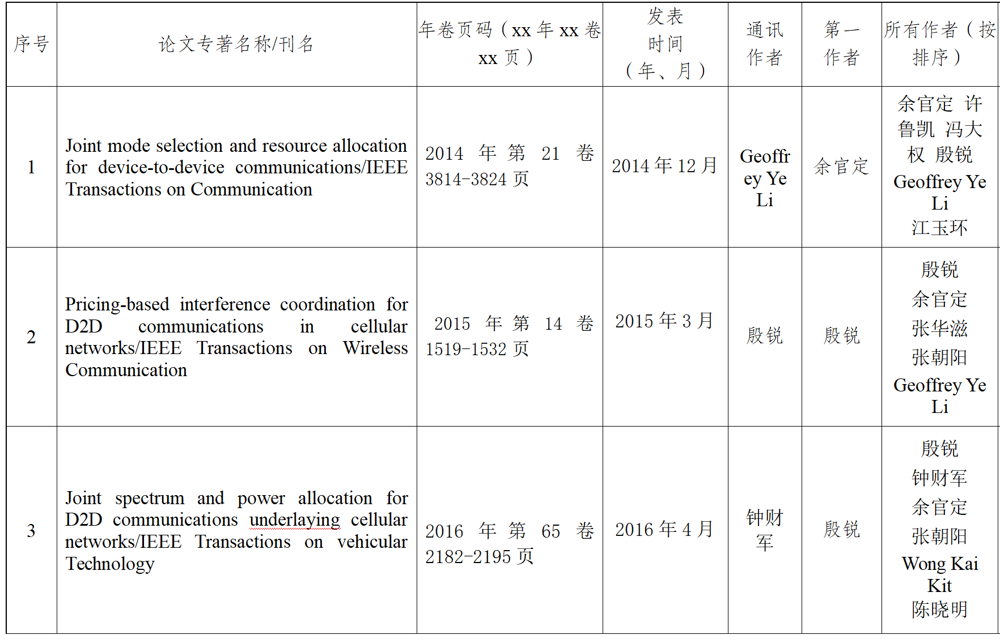 序号
论文专著名称/刊名
年卷页码（xx 年 xx 卷
xx 页）
发表
时间
（年、月）
通讯
作者
第一
作者
所有作者（按
排序）
1
Joint mode selection and resource allocation
for device-to-device communications/IEEE
Transactions on Communication
2014 年 第 21 卷
3814-3824 页
2014 年 12 月
Geoffr
ey Ye
Li
余官定
余官定 许
鲁凯 冯大
权 殷锐
Geoffrey Ye
Li
江玉环
2
Pricing-based interference coordination for
D2D communications in cellular
networks/IEEE Transactions on Wireless
Communication
2015 年 第 14 卷
1519-1532 页
2015 年 3 月
殷锐
殷锐
殷锐
余官定
张华滋
张朝阳
Geoffrey Ye
Li
3
Joint spectrum and power allocation for
D2D communications underlaying cellular
networks/IEEE Transactions on vehicular
Technology
2016 年 第 65 卷
2182-2195 页
2016 年 4 月
钟财
军
殷锐
殷锐
钟财军
余官定
张朝阳
Wong Kai
Kit
陈晓明